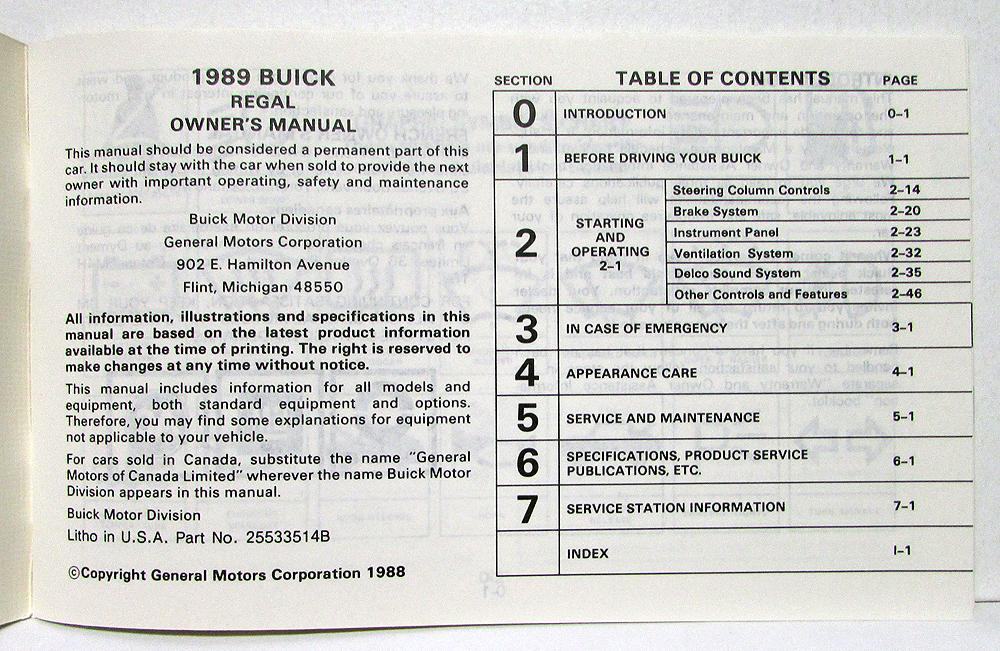 1989 BUICK
REGAL
OWNER'S MANUAL
This manual should be considered a permanent part of this
car. It should stay with the car when sold to provide the next
owner with important operating, safety and maintenance
information.
Buick Motor Division
General Motors Corporation
902 E. Hamilton Avenue
Flint, Michigan 48550
All information, illustrations and specifications in this
manual are based on the latest product information
available at the time of printing. The right is reserved to
make changes at any time without notice.
This manual includes information for all models and
equipment, both standard equipment and options.
Therefore, you may find some explanations for equipment
not applicable to your vehicle.
For cars sold in Canada, substitute the name "General
Motors of Canada Limited" wherever the name Buick Motor
Division appears in this manual.
Buick Motor Division
Litho in U.S.A. Part No. 25533514B
©Copyright General Motors Corporation 1988
SECTION TABLE OF CONTENTS PAGE
0 INTRODUCTION 0–1
1 BEFORE DRIVING YOUR BUICK 1–1
2 STARTING
AND
OPERATING
2–1
Steering Column Controls 2–14
Brake System 2–20
Instrument Panel 2–23
Ventilation System 2–32
Delco Sound System 2–35
Other Controls and Features 2–46
3 IN CASE OF EMERGENCY 3–1
4 APPEARANCE CARE 4–1
5 SERVICE AND MAINTENANCE 5–1
6 SPECIFICATIONS, PRODUCT SERVICE
PUBLICATIONS, ETC. 6–1
7 SERVICE STATION INFORMATION 7–1
INDEX I–1